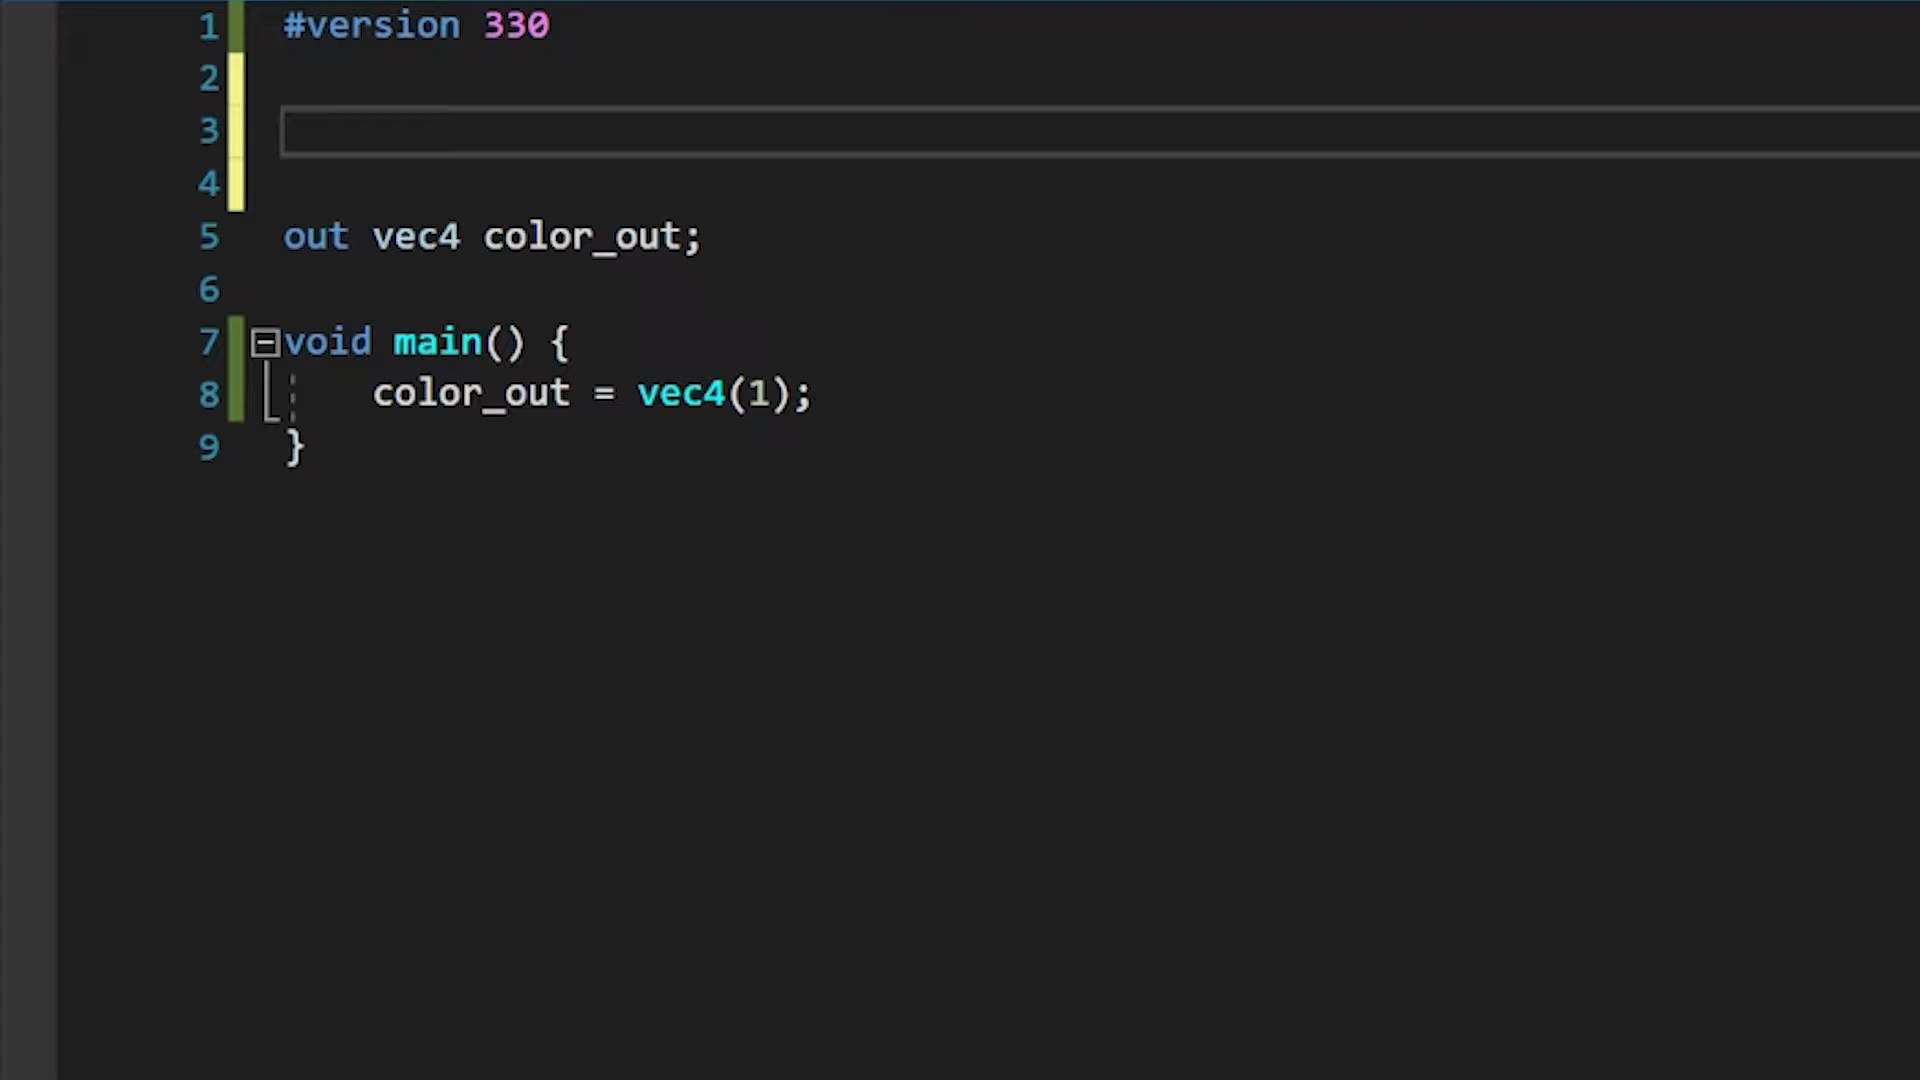 1 #version 330
2
3
4
5 out vec4 color_out;
6
7 void main() {
8 color_out = vec4(1);
9 }